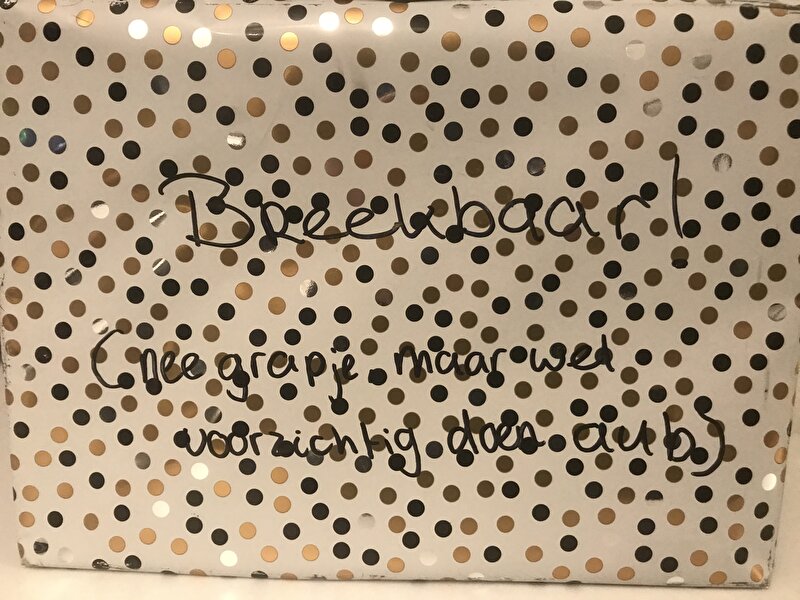 Breekbaar!
(nee grapje, maar wel
voorzichtig doen aub)